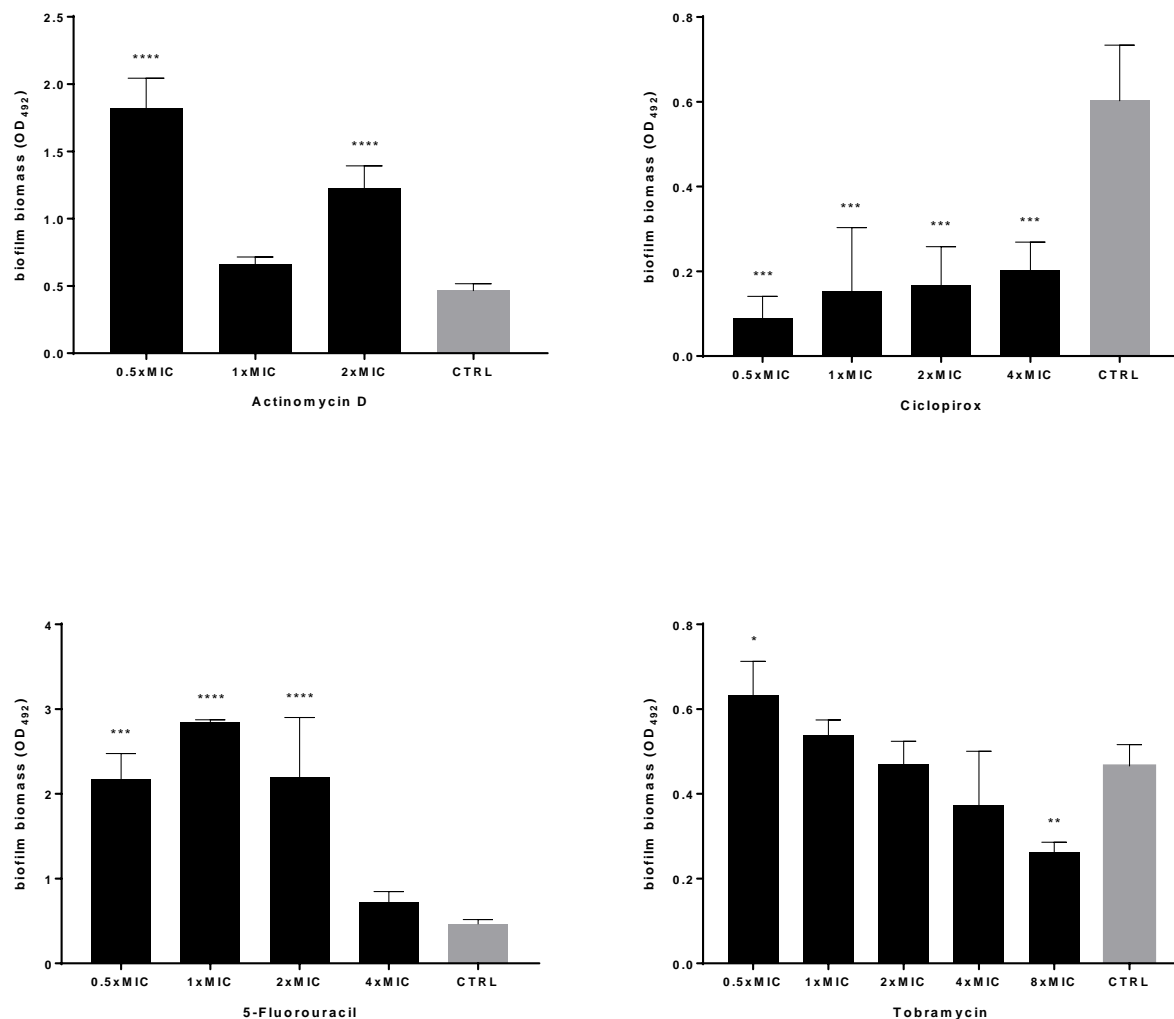 2.5
2.0
1.5
1.0
0.5
0.0
biofilm biomass (OD492)
****
****
0.5xMIC 1xMIC 2xMIC CTRL
Actinomycin D
0.8
0.6
0.4
0.2
0.0
biofilm biomass (OD492)
***
***
***
***
0.5xMIC 1xMIC 2xMIC 4xMIC CTRL
Ciclopirox
4
3
2
1
0
biofilm biomass (OD492)
***
****
****
0.5xMIC 1xMIC 2xMIC 4xMIC CTRL
5-Fluorouracil
0.8
0.6
0.4
0.2
0.0
biofilm biomass (OD492)
*
**
0.5xMIC 1xMIC 2xMIC 4xMIC 8xMIC CTRL
Tobramycin